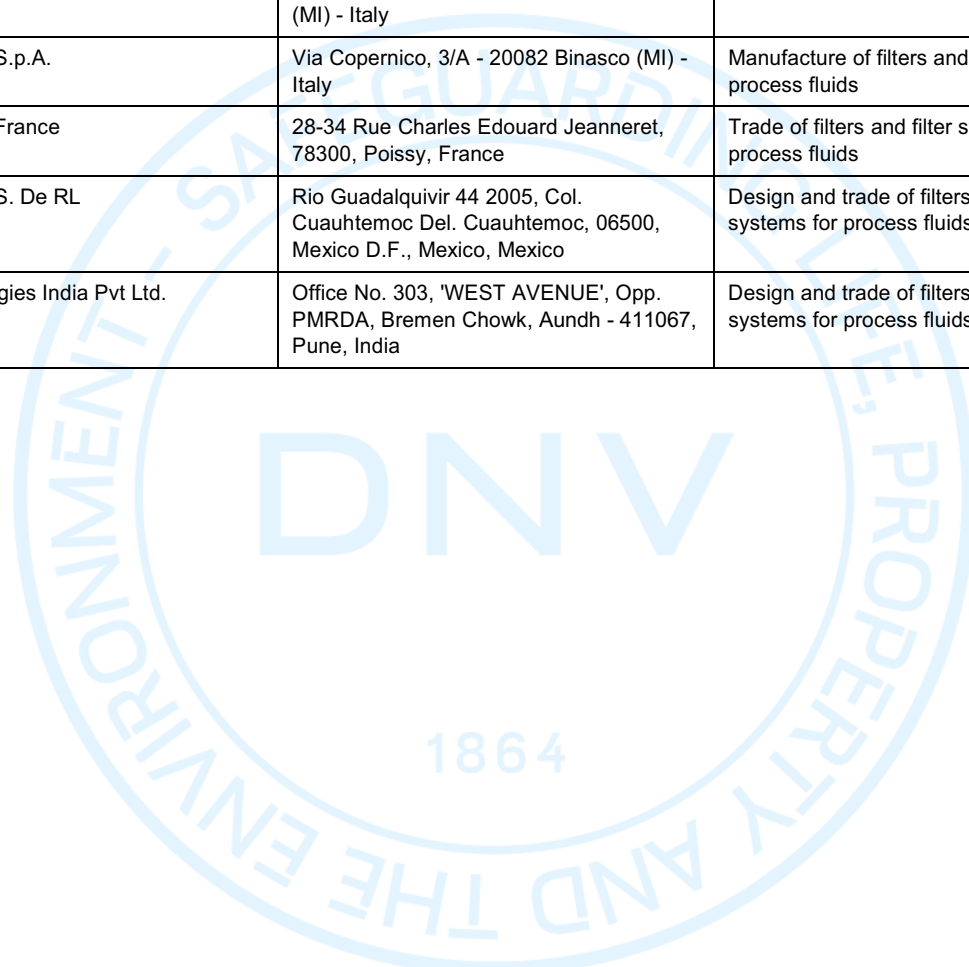 (MI) - Italy
S.p.A.
Via Copernico, 3/A - 20082 Binasco (MI) -
Italy
Manufacture of filters and
process fluids
France
28-34 Rue Charles Edouard Jeanneret,
78300, Poissy, France
Trade of filters and filter s
process fluids
S. De RL
Rio Guadalquivir 44 2005, Col.
Cuauhtemoc Del. Cuauhtemoc, 06500,
Mexico D.F., Mexico, Mexico
Design and trade of filters
systems for process fluids
gies India Pvt Ltd.
Office No. 303, 'WEST AVENUE', Opp.
PMRDA, Bremen Chowk, Aundh - 411067,
Pune, India
Design and trade of filters
systems for process fluids
SAFEGUARDING LIFE, PROPERTY AND THE ENVIRONMENT -
DNV
1864